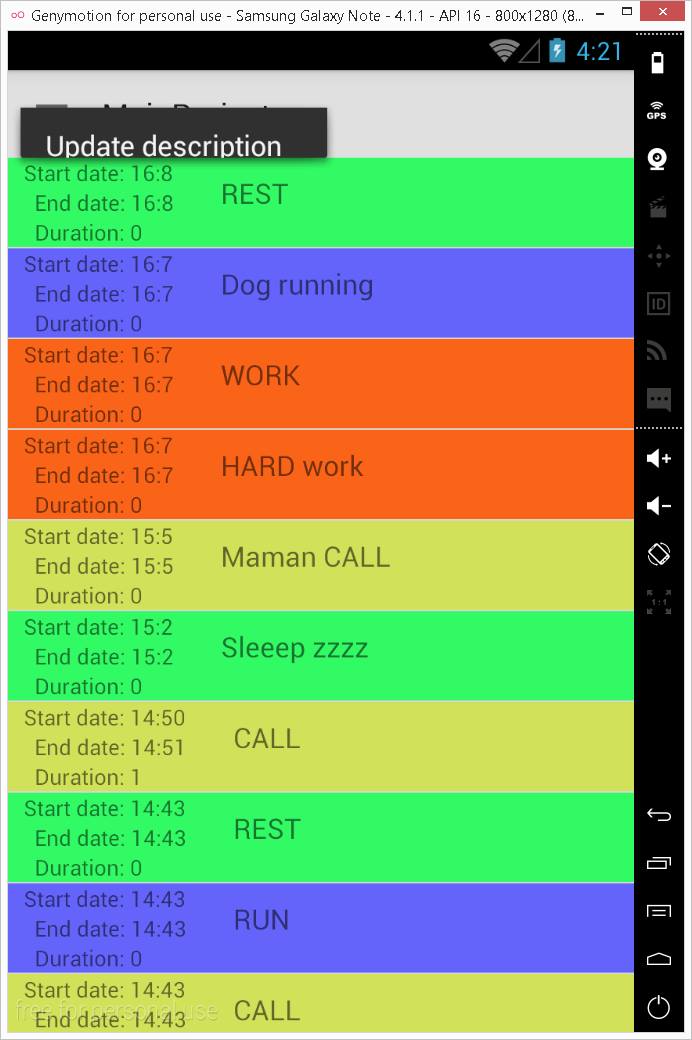 Genymotion for personal use - Samsung Galaxy Note - 4.1.1 - API 16 - 800x1280 (8...
4:21
GPS
Update description
Start date: 16:8
REST
End date: 16:8
Duration: 0
Start date: 16:7
Dog running
End date: 16:7
Duration: 0
Start date: 16:7
WORK
End date: 16:7
Duration: 0
Start date: 16:7
HARD work
End date: 16:7
Duration: 0
Start date: 15:5
Maman CALL
End date: 15:5
Duration: 0
Start date: 15:2
Sleeep zzzz
End date: 15:2
Duration: 0
Start date: 14:50
CALL
End date: 14:51
Duration: 1
Start date: 14:43
REST
End date: 14:43
Duration: 0
Start date: 14:43
RUN
End date: 14:43
Duration: 0
Start date: 14:43
CALL
End date: 14:43
free for personal use
ID
1:1